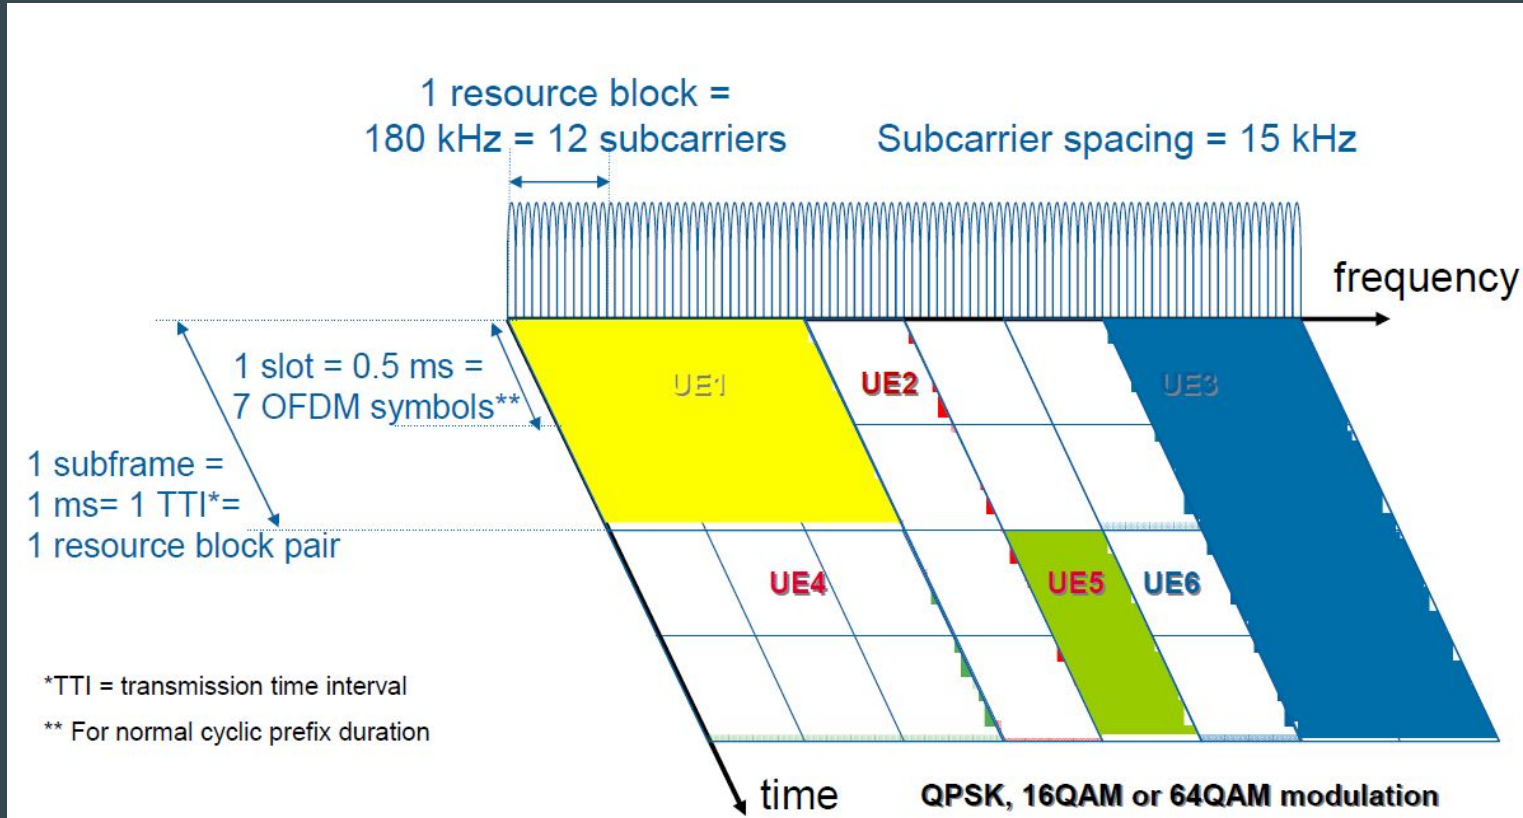 1 resource block =
180 kHz = 12 subcarriers
Subcarrier spacing = 15 kHz
frequency
1 slot = 0.5 ms =
7 OFDM symbols**
UE1
UE2
UE3
1 subframe =
1 ms= 1 TTI*=
1 resource block pair
UE4
UE5
UE6
*TTI = transmission time interval
** For normal cyclic prefix duration
time
QPSK, 16QAM or 64QAM modulation